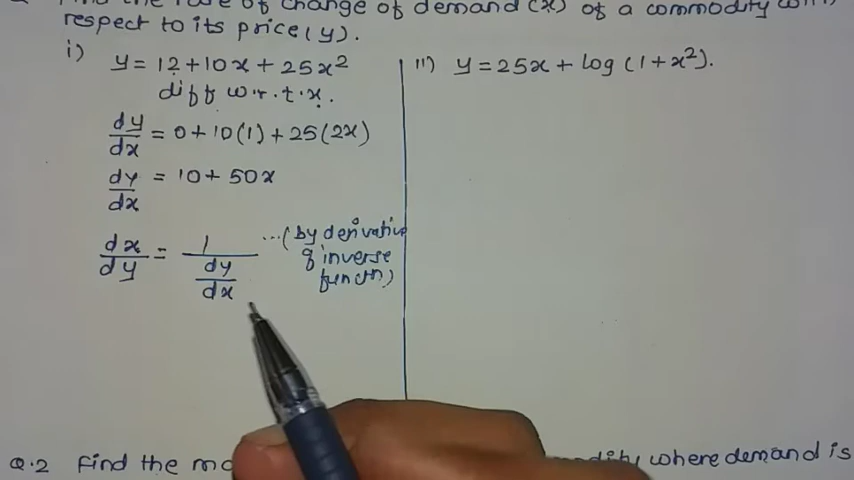 of change of demand (x) of a commodity
respect to its price (y).
i) y = 12 + 10x + 25x²
diff w.r.t. x.
dy/dx = 0 + 10(1) + 25(2x)
dy/dx = 10 + 50x
dx/dy = 1/(dy/dx) ...(by derivative
of inverse
functn)
ii) y = 25x + log (1 + x²).
Q.2 Find the where demand is